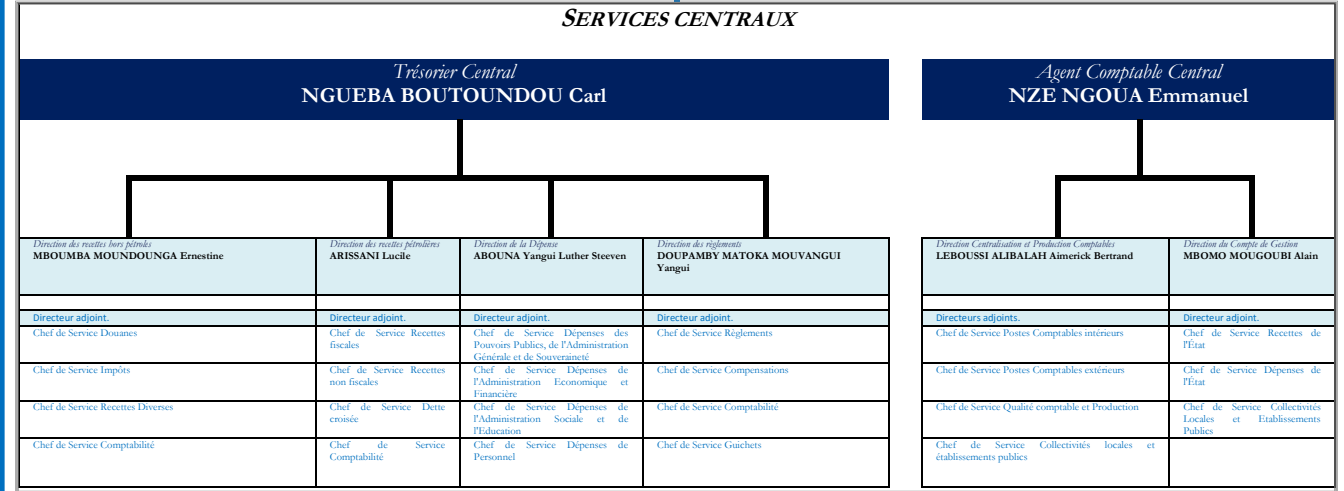 SERVICES CENTRAUX
Trésorier Central
NGUEBA BOUTOUNDOU Carl
Agent Comptable Central
NZE NGOUA Emmanuel
Direction des recettes hors pétroles
MBOUMBA MOUNDOUNGA Ernestine
Direction des recettes pétrolières
ARISSANI Lucile
Direction de la Dépense
ABOUNA Yangui Luther Steeven
Direction des règlements
DOUPAMBY MATOKA MOUVANGUI
Yangui
Direction Centralisation et Production Comptables
LEBOUSSI ALIBALAH Aimerick Bertrand
Direction du Compte de Gestion
MBOMO MOUGOUBI Alain
Directeur adjoint.
Directeur adjoint.
Directeur adjoint.
Directeur adjoint.
Directeurs adjoints.
Directeur adjoint.
Chef de Service Douanes
Chef de Service Recettes
fiscales
Chef de Service Dépenses des
Pouvoirs Publics, de l'Administration
Générale et de Souveraineté
Chef de Service Règlements
Chef de Service Postes Comptables intérieurs
Chef de Service Recettes de
l'État
Chef de Service Impôts
Chef de Service Recettes
non fiscales
Chef de Service Dépenses de
l'Administration Economique et
Financière
Chef de Service Compensations
Chef de Service Postes Comptables extérieurs
Chef de Service Dépenses de
l'État
Chef de Service Recettes Diverses
Chef de Service Dette
croisée
Chef de Service Dépenses de
l'Administration Sociale et de
l'Education
Chef de Service Comptabilité
Chef de Service Qualité comptable et Production
Chef de Service Collectivités
Locales et Etablissements
Publics
Chef de Service Comptabilité
Chef de Service
Comptabilité
Chef de Service Dépenses de
Personnel
Chef de Service Guichets
Chef de Service Collectivités locales et
établissements publics